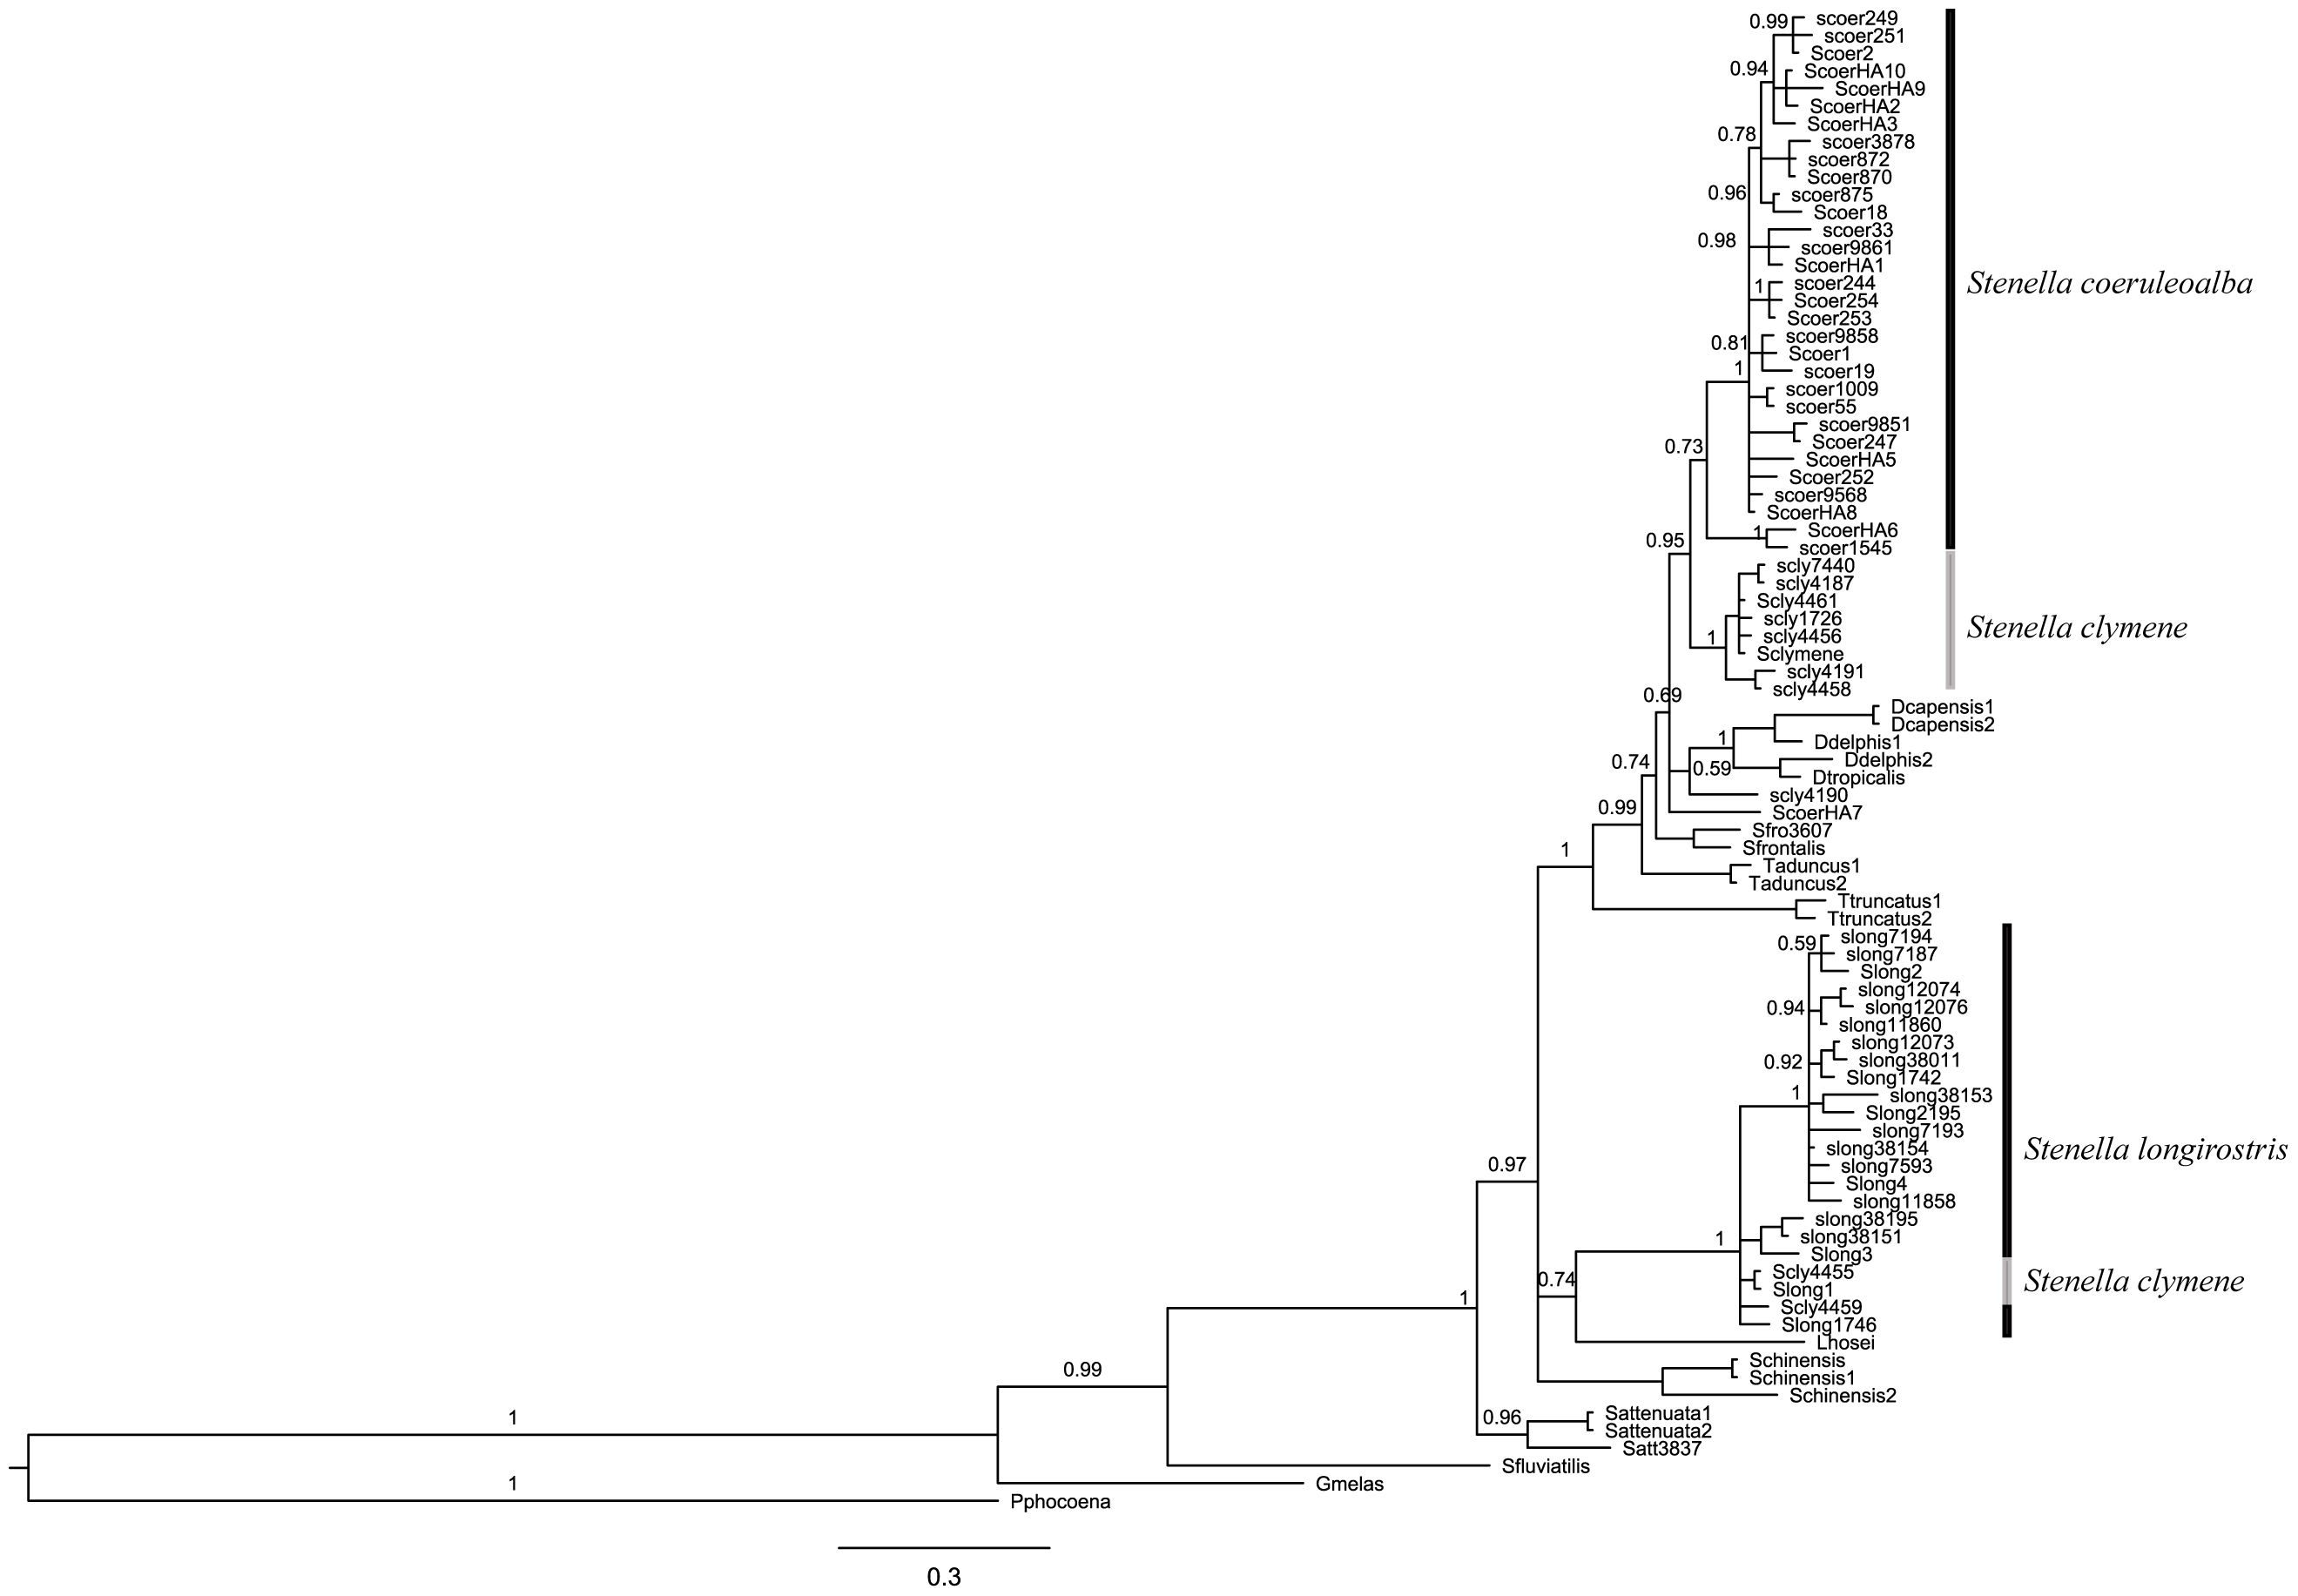 0.99
scoer249
scoer251
Scoer2
0.94
ScoerHA10
ScoerHA9
ScoerHA2
ScoerHA3
0.78
scoer3878
scoer872
Scoer870
0.96
scoer875
Scoer18
scoer33
0.98
scoer9861
ScoerHA1
1
scoer244
Scoer254
Scoer253
Stenella coeruleoalba
0.81
scoer9858
Scoer1
1
scoer19
scoer1009
scoer55
scoer9851
0.73
Scoer247
ScoerHA5
Scoer252
scoer9568
ScoerHA8
1
ScoerHA6
0.95
scoer1545
scly7440
scly4187
Scly4461
scly1726
1
scly4456
Stenella clymene
Sclymene
scly4191
scly4458
0.69
Dcapensis1
Dcapensis2
1
Ddelphis1
0.74
0.59
Ddelphis2
Dtropicalis
scly4190
0.99
ScoerHA7
Sfro3607
1
Sfrontalis
Taduncus1
Taduncus2
Ttruncatus1
Ttruncatus2
0.59
slong7194
slong7187
Slong2
slong12074
0.94
slong12076
slong11860
slong12073
0.92
slong38011
Slong1742
1
slong38153
Slong2195
slong7193
slong38154
Stenella longirostris
0.97
slong7593
Slong4
slong11858
slong38195
1
slong38151
Slong3
0.74
Scly4455
Stenella clymene
Slong1
1
Scly4459
Slong1746
Lhosei
0.99
Schinensis
Schinensis1
Schinensis2
1
0.96
Sattenuata1
Sattenuata2
Satt3837
Sfluviatilis
1
Gmelas
Pphocoena
0.3